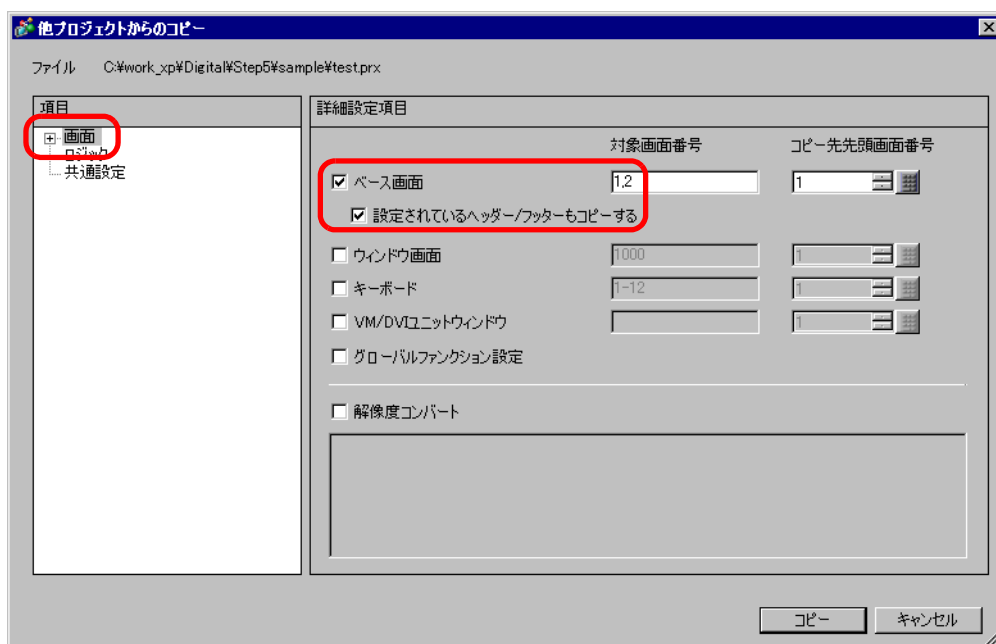 他プロジェクトからのコピー
ファイル C:¥work_xp¥Digital¥Step5¥sample¥test.prx
項目
画面
ロジック
共通設定
詳細設定項目
対象画面番号 コピー先先頭画面番号
ベース画面 1,2 1
設定されているヘッダー/フッターもコピーする
ウィンドウ画面 1000 1
キーボード 1-12 1
VM/DVIユニットウィンドウ 1
グローバルファンクション設定
解像度コンバート
コピー キャンセル